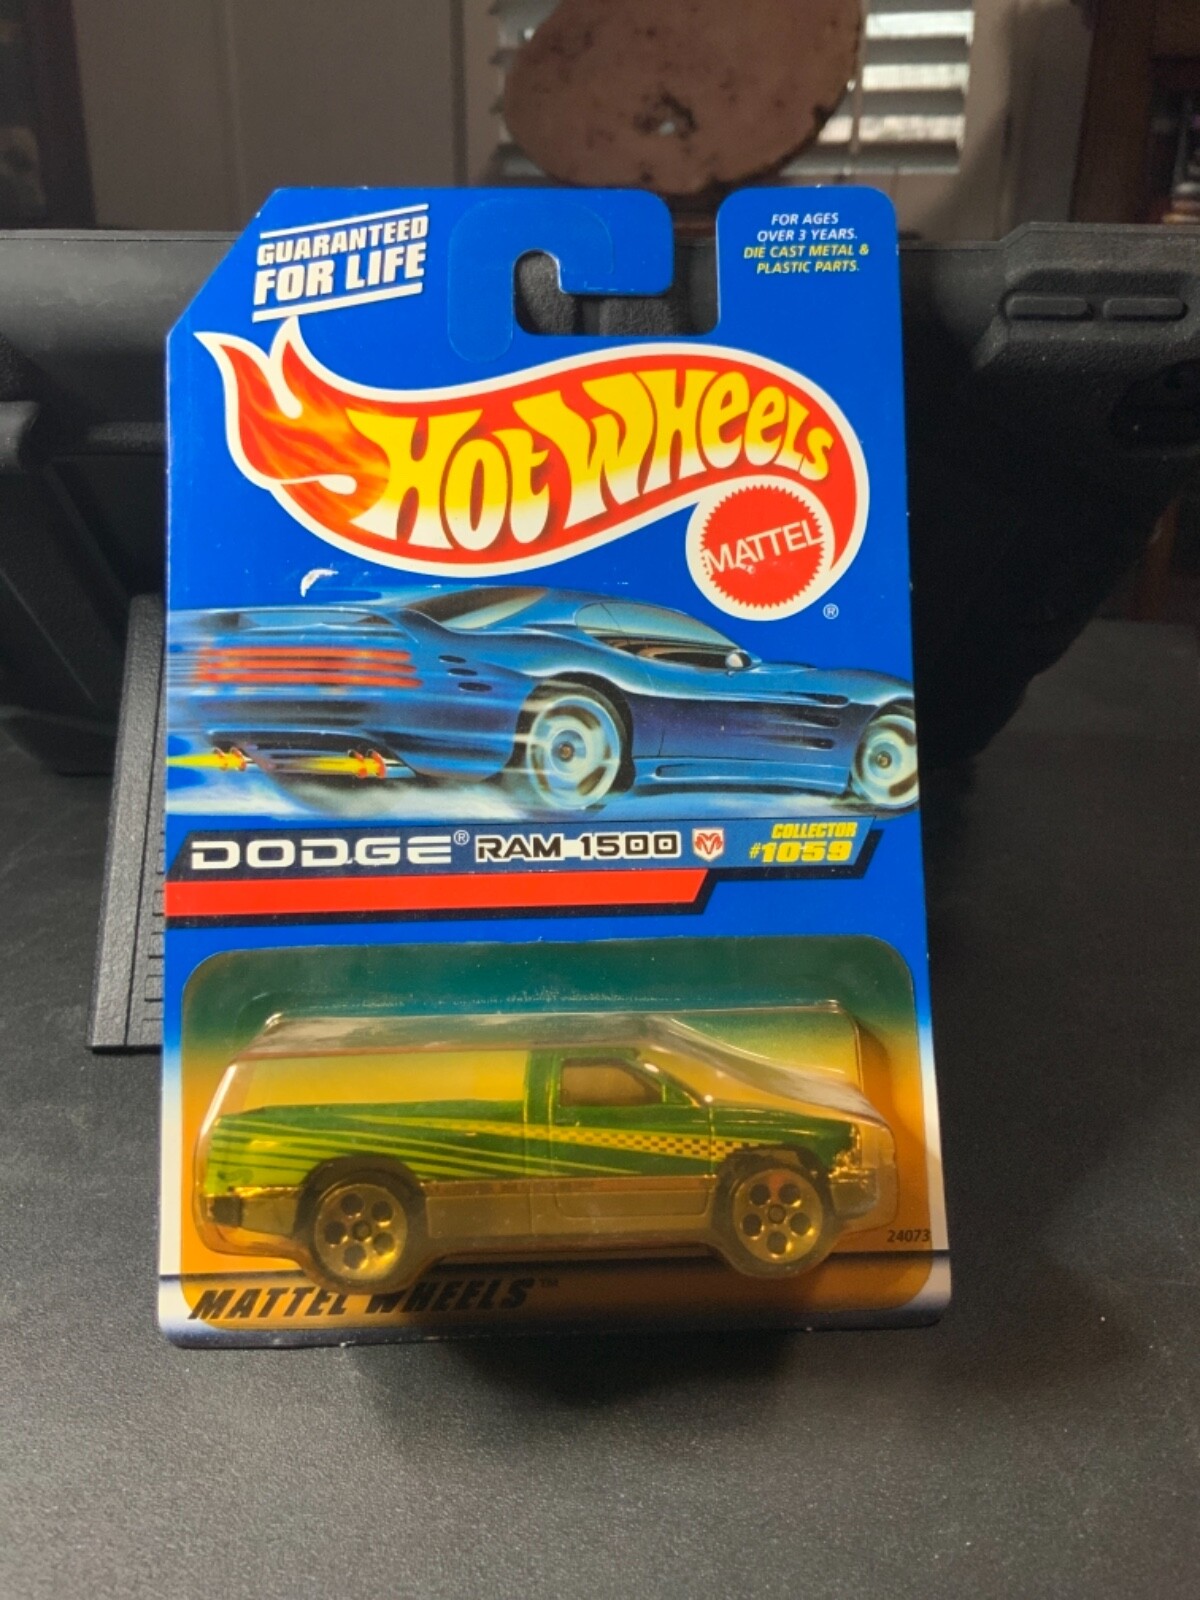 GUARANTEED
FOR LIFE
FOR AGES
OVER 3 YEARS.
DIE CAST METAL &
PLASTIC PARTS.
HOT WHEELS
MATTEL
®
DODGE® RAM 1500
COLLECTOR
#1059
24073
MATTEL WHEELS™